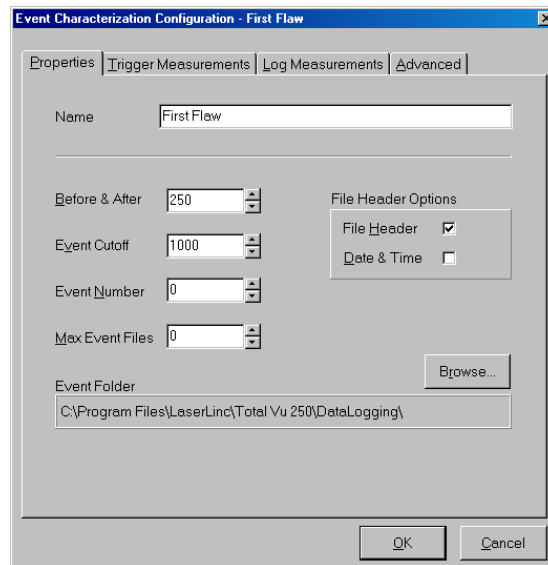 Event Characterization Configuration - First Flaw
Properties Trigger Measurements Log Measurements Advanced
Name First Flaw
Before & After 250
File Header Options
File Header
Event Cutoff 1000
Date & Time
Event Number 0
Max Event Files 0
Browse...
Event Folder
C:\Program Files\LaserLinc\Total Vu 250\DataLogging\
OK Cancel